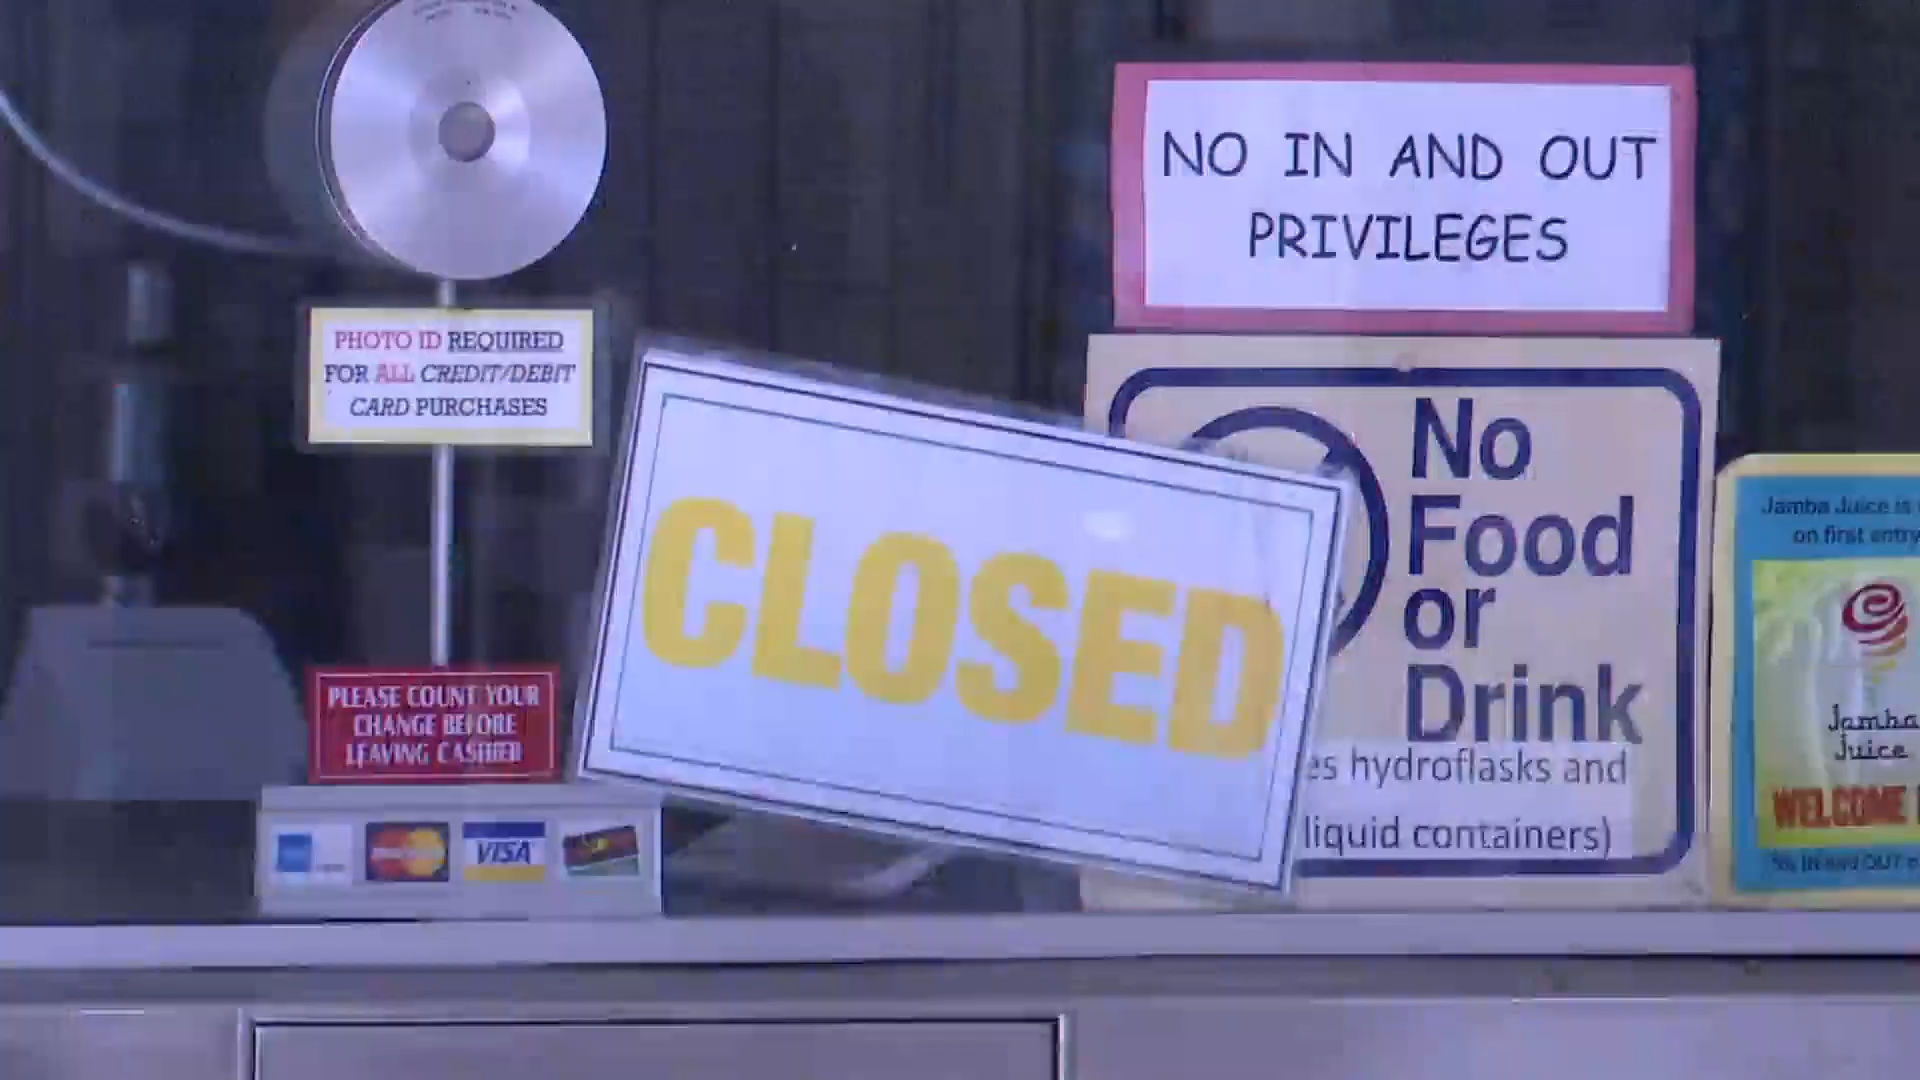 NO IN AND OUT
PRIVILEGES
PHOTO ID REQUIRED
FOR ALL CREDIT/DEBIT
CARD PURCHASES
CLOSED
No
Food
or
Drink
es hydroflasks and
liquid containers)
Jamba Juice is
on first entry
Jamba
Juice
WELCOME
PLEASE COUNT YOUR
CHANGE BEFORE
LEAVING CASHIER
MasterCard
VISA